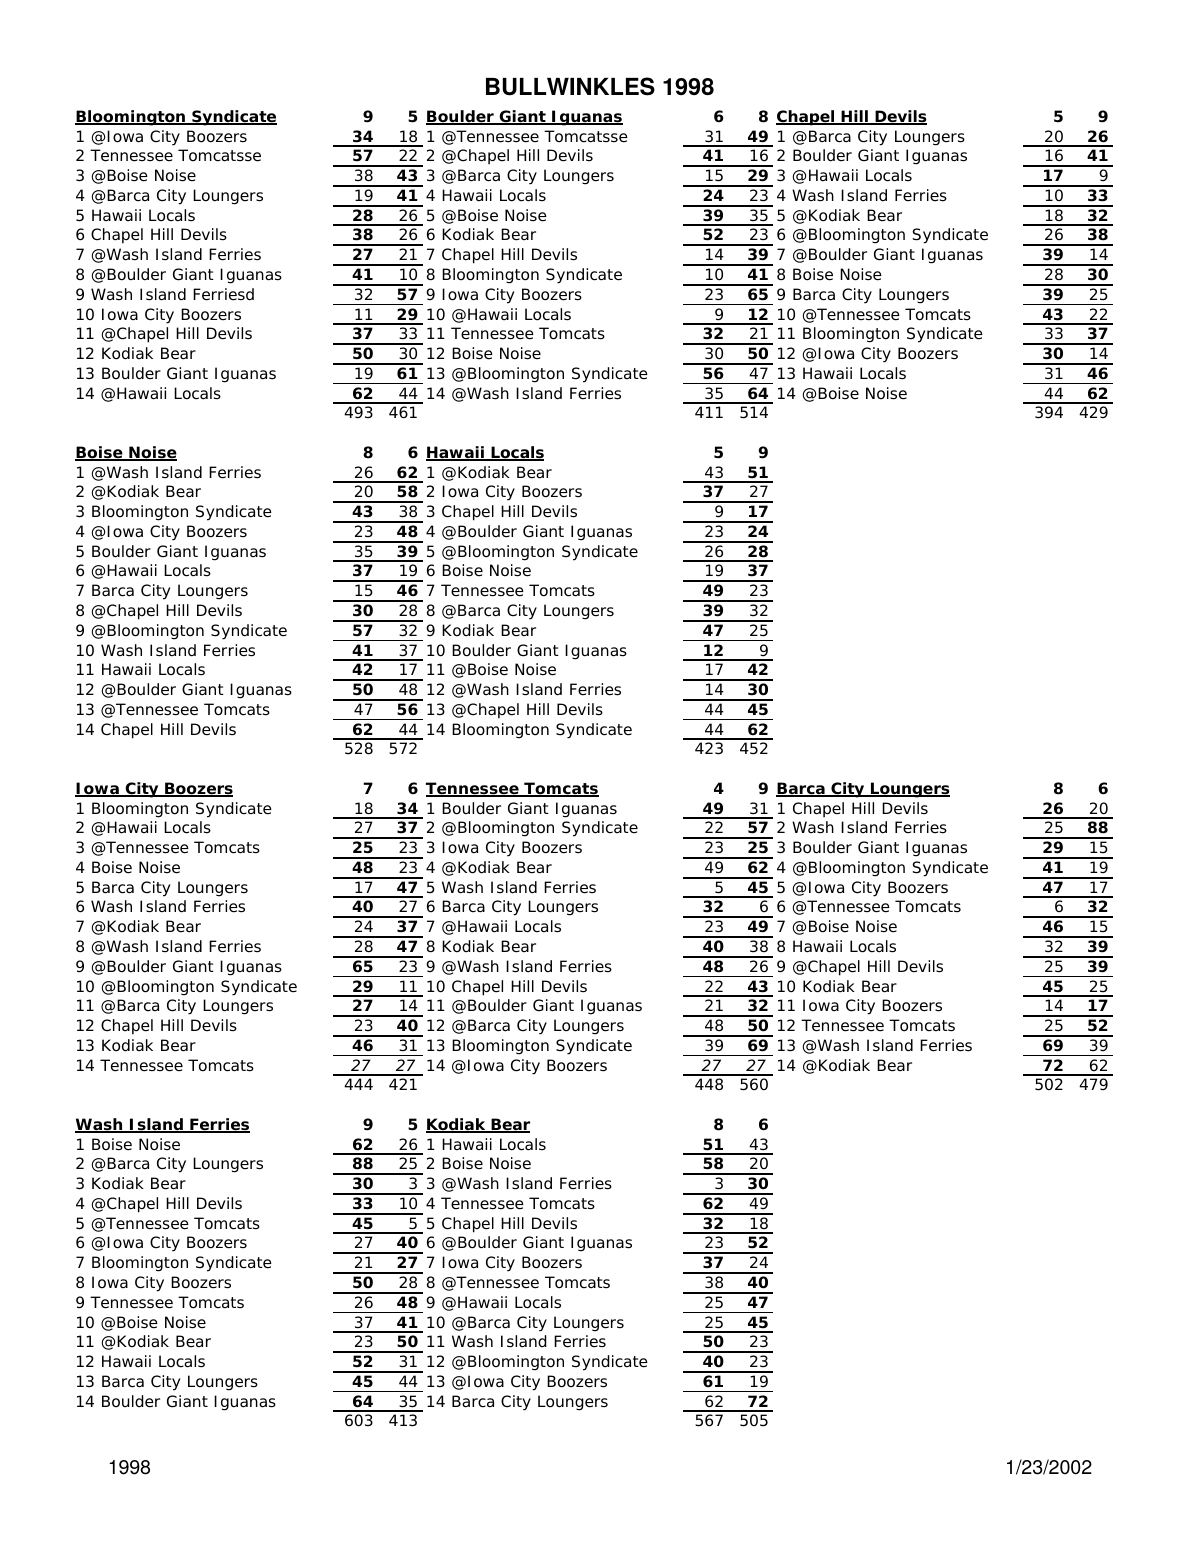 BULLWINKLES 1998
Bloomington Syndicate 9 5 Boulder Giant Iguanas 6 8 Chapel Hill Devils 5 9
1 @Iowa City Boozers 34 18 1 @Tennessee Tomcatsse 31 49 1 @Barca City Loungers 20 26
2 Tennessee Tomcatsse 57 22 2 @Chapel Hill Devils 41 16 2 Boulder Giant Iguanas 16 41
3 @Boise Noise 38 43 3 @Barca City Loungers 15 29 3 @Hawaii Locals 17 9
4 @Barca City Loungers 19 41 4 Hawaii Locals 24 23 4 Wash Island Ferries 10 33
5 Hawaii Locals 28 26 5 @Boise Noise 39 35 5 @Kodiak Bear 18 32
6 Chapel Hill Devils 38 26 6 Kodiak Bear 52 23 6 @Bloomington Syndicate 26 38
7 @Wash Island Ferries 27 21 7 Chapel Hill Devils 14 39 7 @Boulder Giant Iguanas 39 14
8 @Boulder Giant Iguanas 41 10 8 Bloomington Syndicate 10 41 8 Boise Noise 28 30
9 Wash Island Ferriesd 32 57 9 Iowa City Boozers 23 65 9 Barca City Loungers 39 25
10 Iowa City Boozers 11 29 10 @Hawaii Locals 9 12 10 @Tennessee Tomcats 43 22
11 @Chapel Hill Devils 37 33 11 Tennessee Tomcats 32 21 11 Bloomington Syndicate 33 37
12 Kodiak Bear 50 30 12 Boise Noise 30 50 12 @Iowa City Boozers 30 14
13 Boulder Giant Iguanas 19 61 13 @Bloomington Syndicate 56 47 13 Hawaii Locals 31 46
14 @Hawaii Locals 62 44 14 @Wash Island Ferries 35 64 14 @Boise Noise 44 62
493 461 411 514 394 429
Boise Noise 8 6 Hawaii Locals 5 9
1 @Wash Island Ferries 26 62 1 @Kodiak Bear 43 51
2 @Kodiak Bear 20 58 2 Iowa City Boozers 37 27
3 Bloomington Syndicate 43 38 3 Chapel Hill Devils 9 17
4 @Iowa City Boozers 23 48 4 @Boulder Giant Iguanas 23 24
5 Boulder Giant Iguanas 35 39 5 @Bloomington Syndicate 26 28
6 @Hawaii Locals 37 19 6 Boise Noise 19 37
7 Barca City Loungers 15 46 7 Tennessee Tomcats 49 23
8 @Chapel Hill Devils 30 28 8 @Barca City Loungers 39 32
9 @Bloomington Syndicate 57 32 9 Kodiak Bear 47 25
10 Wash Island Ferries 41 37 10 Boulder Giant Iguanas 12 9
11 Hawaii Locals 42 17 11 @Boise Noise 17 42
12 @Boulder Giant Iguanas 50 48 12 @Wash Island Ferries 14 30
13 @Tennessee Tomcats 47 56 13 @Chapel Hill Devils 44 45
14 Chapel Hill Devils 62 44 14 Bloomington Syndicate 44 62
528 572 423 452
Iowa City Boozers 7 6 Tennessee Tomcats 4 9 Barca City Loungers 8 6
1 Bloomington Syndicate 18 34 1 Boulder Giant Iguanas 49 31 1 Chapel Hill Devils 26 20
2 @Hawaii Locals 27 37 2 @Bloomington Syndicate 22 57 2 Wash Island Ferries 25 88
3 @Tennessee Tomcats 25 23 3 Iowa City Boozers 23 25 3 Boulder Giant Iguanas 29 15
4 Boise Noise 48 23 4 @Kodiak Bear 49 62 4 @Bloomington Syndicate 41 19
5 Barca City Loungers 17 47 5 Wash Island Ferries 5 45 5 @Iowa City Boozers 47 17
6 Wash Island Ferries 40 27 6 Barca City Loungers 32 6 6 @Tennessee Tomcats 6 32
7 @Kodiak Bear 24 37 7 @Hawaii Locals 23 49 7 @Boise Noise 46 15
8 @Wash Island Ferries 28 47 8 Kodiak Bear 40 38 8 Hawaii Locals 32 39
9 @Boulder Giant Iguanas 65 23 9 @Wash Island Ferries 48 26 9 @Chapel Hill Devils 25 39
10 @Bloomington Syndicate 29 11 10 Chapel Hill Devils 22 43 10 Kodiak Bear 45 25
11 @Barca City Loungers 27 14 11 @Boulder Giant Iguanas 21 32 11 Iowa City Boozers 14 17
12 Chapel Hill Devils 23 40 12 @Barca City Loungers 48 50 12 Tennessee Tomcats 25 52
13 Kodiak Bear 46 31 13 Bloomington Syndicate 39 69 13 @Wash Island Ferries 69 39
14 Tennessee Tomcats 27 27 14 @Iowa City Boozers 27 27 14 @Kodiak Bear 72 62
444 421 448 560 502 479
Wash Island Ferries 9 5 Kodiak Bear 8 6
1 Boise Noise 62 26 1 Hawaii Locals 51 43
2 @Barca City Loungers 88 25 2 Boise Noise 58 20
3 Kodiak Bear 30 3 3 @Wash Island Ferries 3 30
4 @Chapel Hill Devils 33 10 4 Tennessee Tomcats 62 49
5 @Tennessee Tomcats 45 5 5 Chapel Hill Devils 32 18
6 @Iowa City Boozers 27 40 6 @Boulder Giant Iguanas 23 52
7 Bloomington Syndicate 21 27 7 Iowa City Boozers 37 24
8 Iowa City Boozers 50 28 8 @Tennessee Tomcats 38 40
9 Tennessee Tomcats 26 48 9 @Hawaii Locals 25 47
10 @Boise Noise 37 41 10 @Barca City Loungers 25 45
11 @Kodiak Bear 23 50 11 Wash Island Ferries 50 23
12 Hawaii Locals 52 31 12 @Bloomington Syndicate 40 23
13 Barca City Loungers 45 44 13 @Iowa City Boozers 61 19
14 Boulder Giant Iguanas 64 35 14 Barca City Loungers 62 72
603 413 567 505
1998 1/23/2002